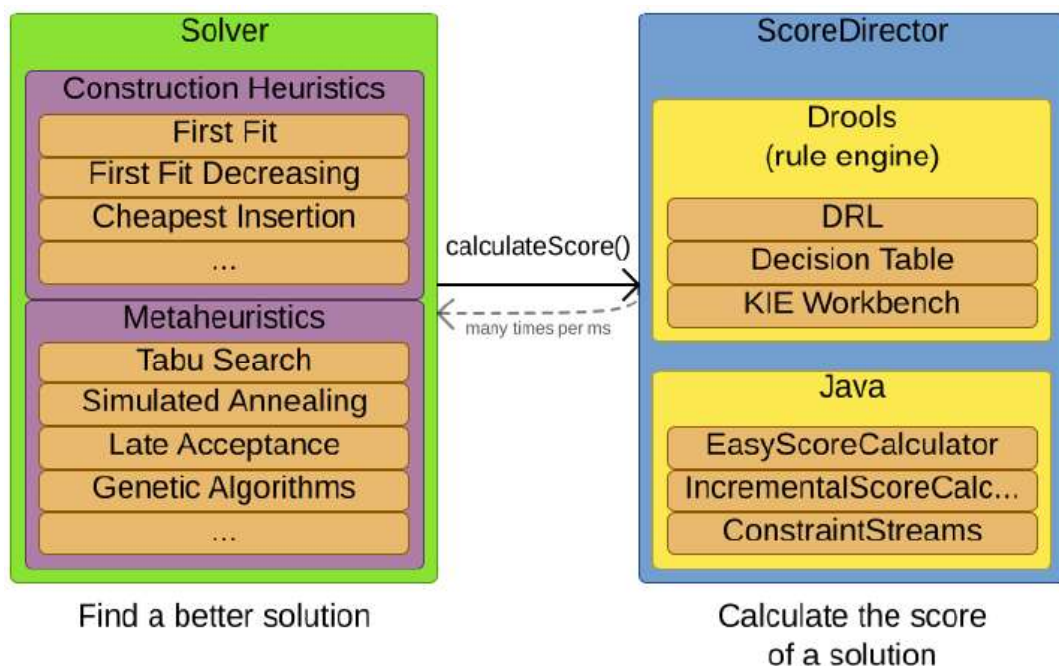 Solver
Construction Heuristics
First Fit
First Fit Decreasing
Cheapest Insertion
...
Metaheuristics
Tabu Search
Simulated Annealing
Late Acceptance
Genetic Algorithms
...
Find a better solution
calculateScore()
many times per ms
ScoreDirector
Drools
(rule engine)
DRL
Decision Table
KIE Workbench
Java
EasyScoreCalculator
IncrementalScoreCalc...
ConstraintStreams
Calculate the score
of a solution